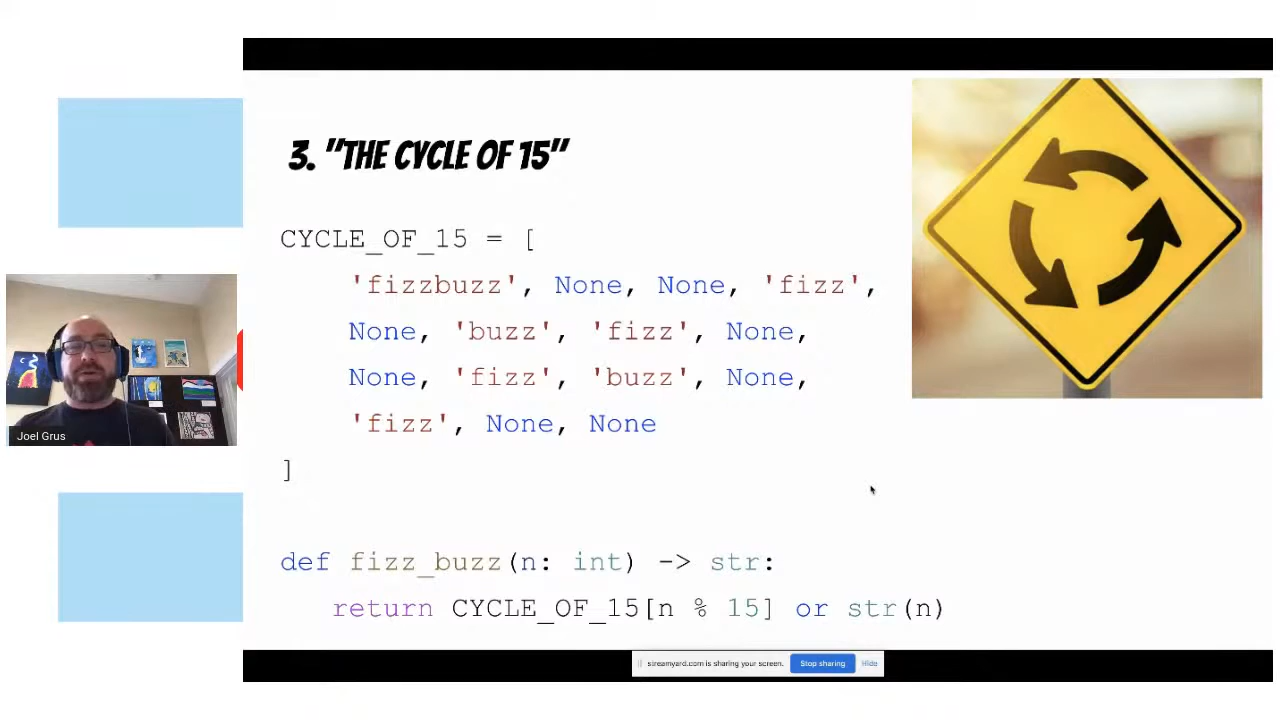 3. "THE CYCLE OF 15"
CYCLE_OF_15 = [
'fizzbuzz', None, None, 'fizz',
None, 'buzz', 'fizz', None,
None, 'fizz', 'buzz', None,
'fizz', None, None
]
def fizz_buzz(n: int) -> str:
return CYCLE_OF_15[n % 15] or str(n)
Joel Grus
streamyard.com is sharing your screen. Stop sharing Hide